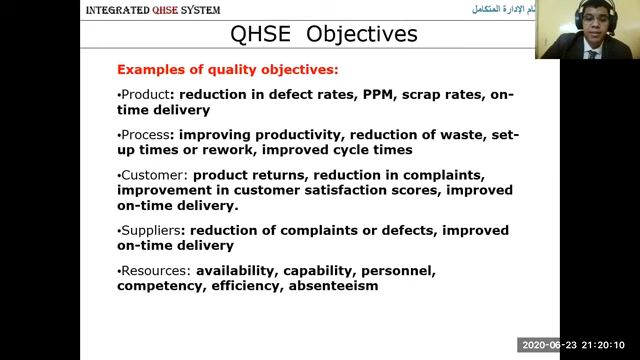 INTEGRATED QHSE SYSTEM
نظام الإدارة المتكامل
QHSE Objectives
Examples of quality objectives:
•Product: reduction in defect rates, PPM, scrap rates, on-
time delivery
•Process: improving productivity, reduction of waste, set-
up times or rework, improved cycle times
•Customer: product returns, reduction in complaints,
improvement in customer satisfaction scores, improved
on-time delivery.
•Suppliers: reduction of complaints or defects, improved
on-time delivery
•Resources: availability, capability, personnel,
competency, efficiency, absenteeism
2020-06-23 21:20:10